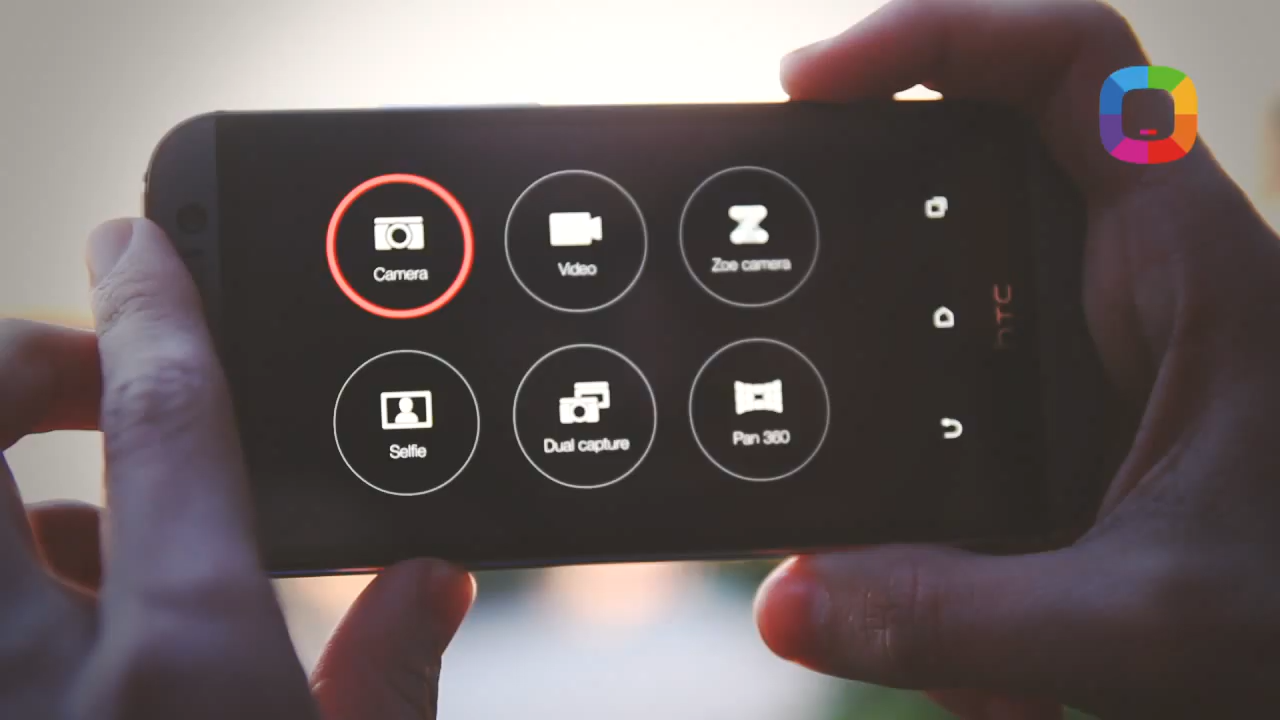 Camera
Video
Zoe camera
Selfie
Dual capture
Pan 360
hTC